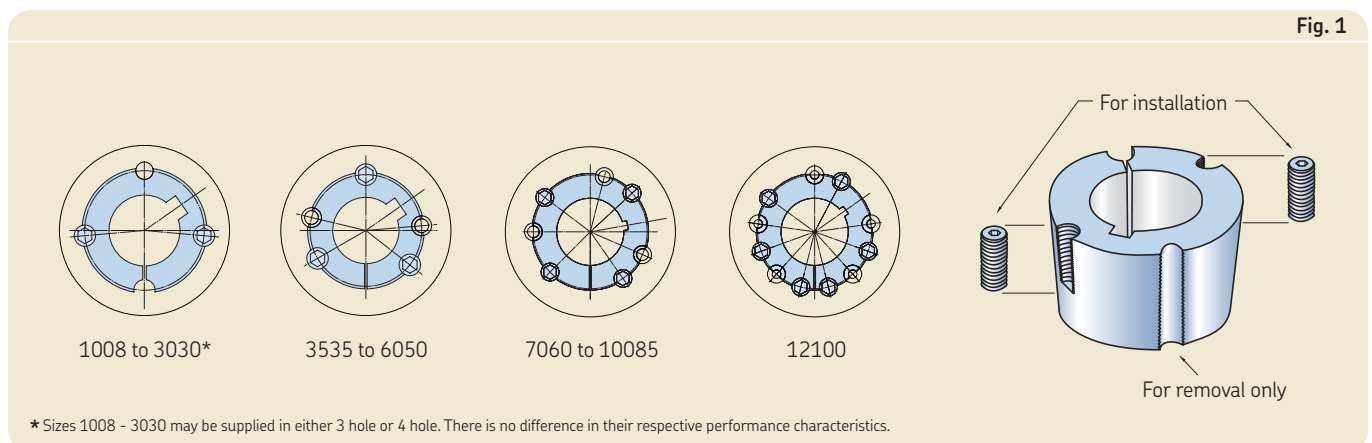 Fig. 1
For installation
1008 to 3030*
3535 to 6050
7060 to 10085
12100
For removal only
* Sizes 1008 - 3030 may be supplied in either 3 hole or 4 hole. There is no difference in their respective performance characteristics.